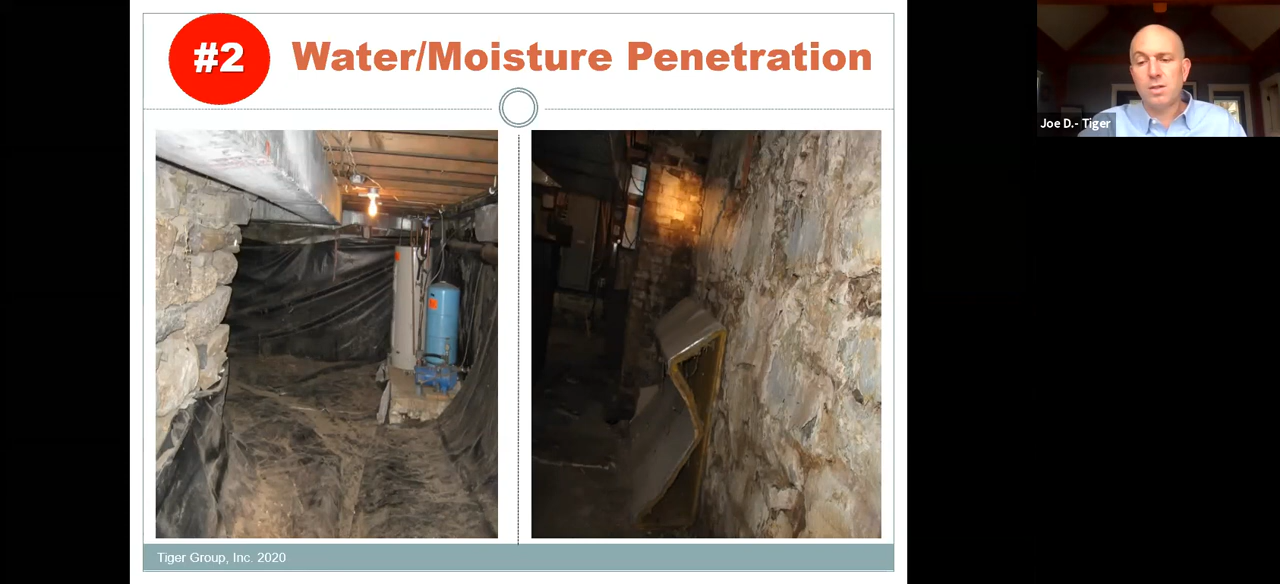 #2
Water/Moisture Penetration
Joe D.- Tiger
Tiger Group, Inc. 2020